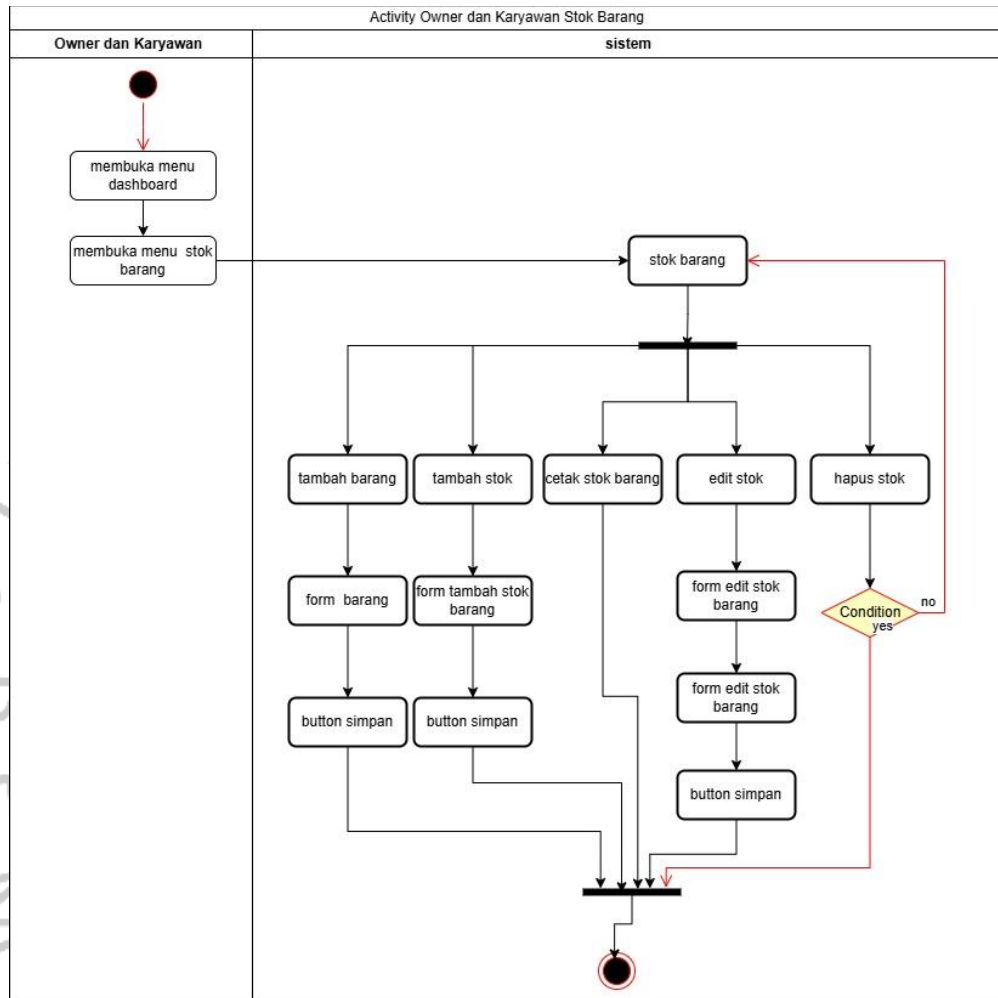 Activity Owner dan Karyawan Stok Barang
Owner dan Karyawan
sistem
membuka menu
dashboard
membuka menu stok
barang
stok barang
tambah barang
tambah stok
cetak stok barang
edit stok
hapus stok
form barang
form tambah stok
barang
form edit stok
barang
Condition
no
yes
form edit stok
barang
button simpan
button simpan
button simpan